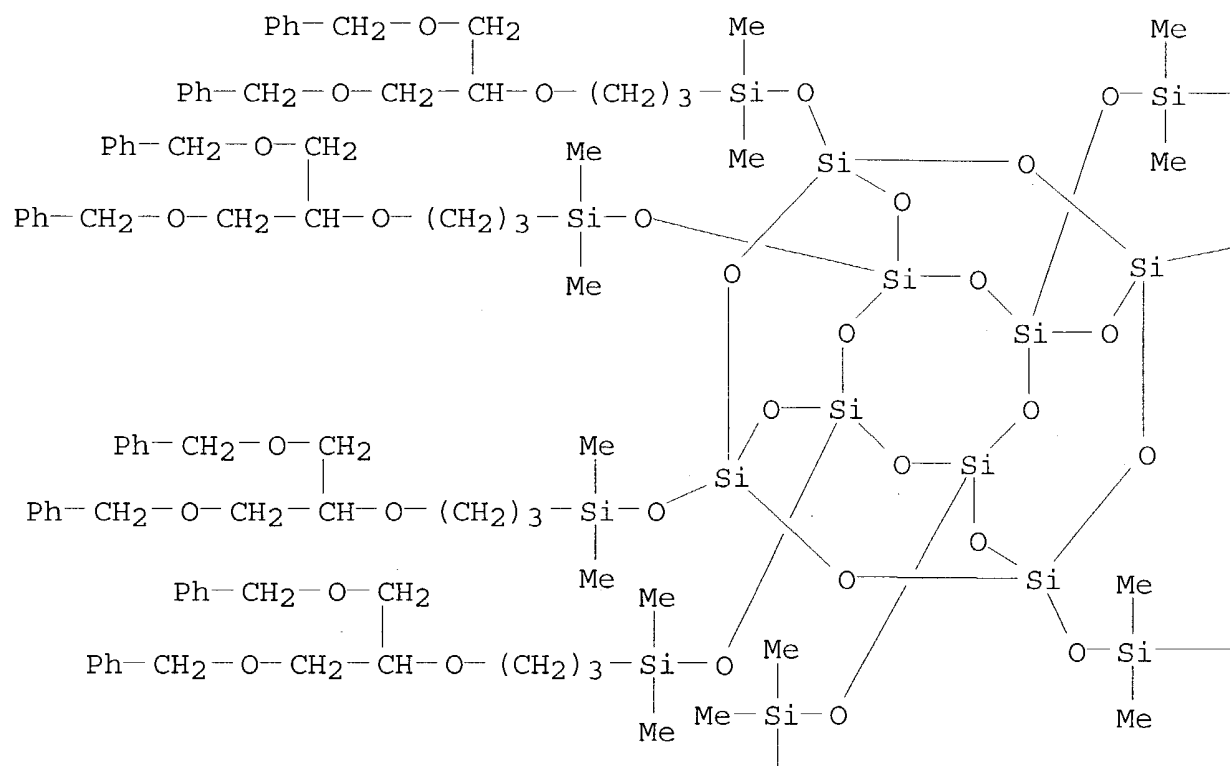 Ph—CH2—O—CH2 Me Me
Ph—CH2—O—CH2—CH—O—(CH2)3—Si—O O—Si
Ph—CH2—O—CH2 Me Me Si O Me
Ph—CH2—O—CH2—CH—O—(CH2)3—Si—O O
Me O Si O Si
O Si O
O Si O O
Ph—CH2—O—CH2 Me Si O Si O
Ph—CH2—O—CH2—CH—O—(CH2)3—Si—O O
Me O Si
Ph—CH2—O—CH2 Me Me
Ph—CH2—O—CH2—CH—O—(CH2)3—Si—O Me O—Si
Me Me—Si—O Me